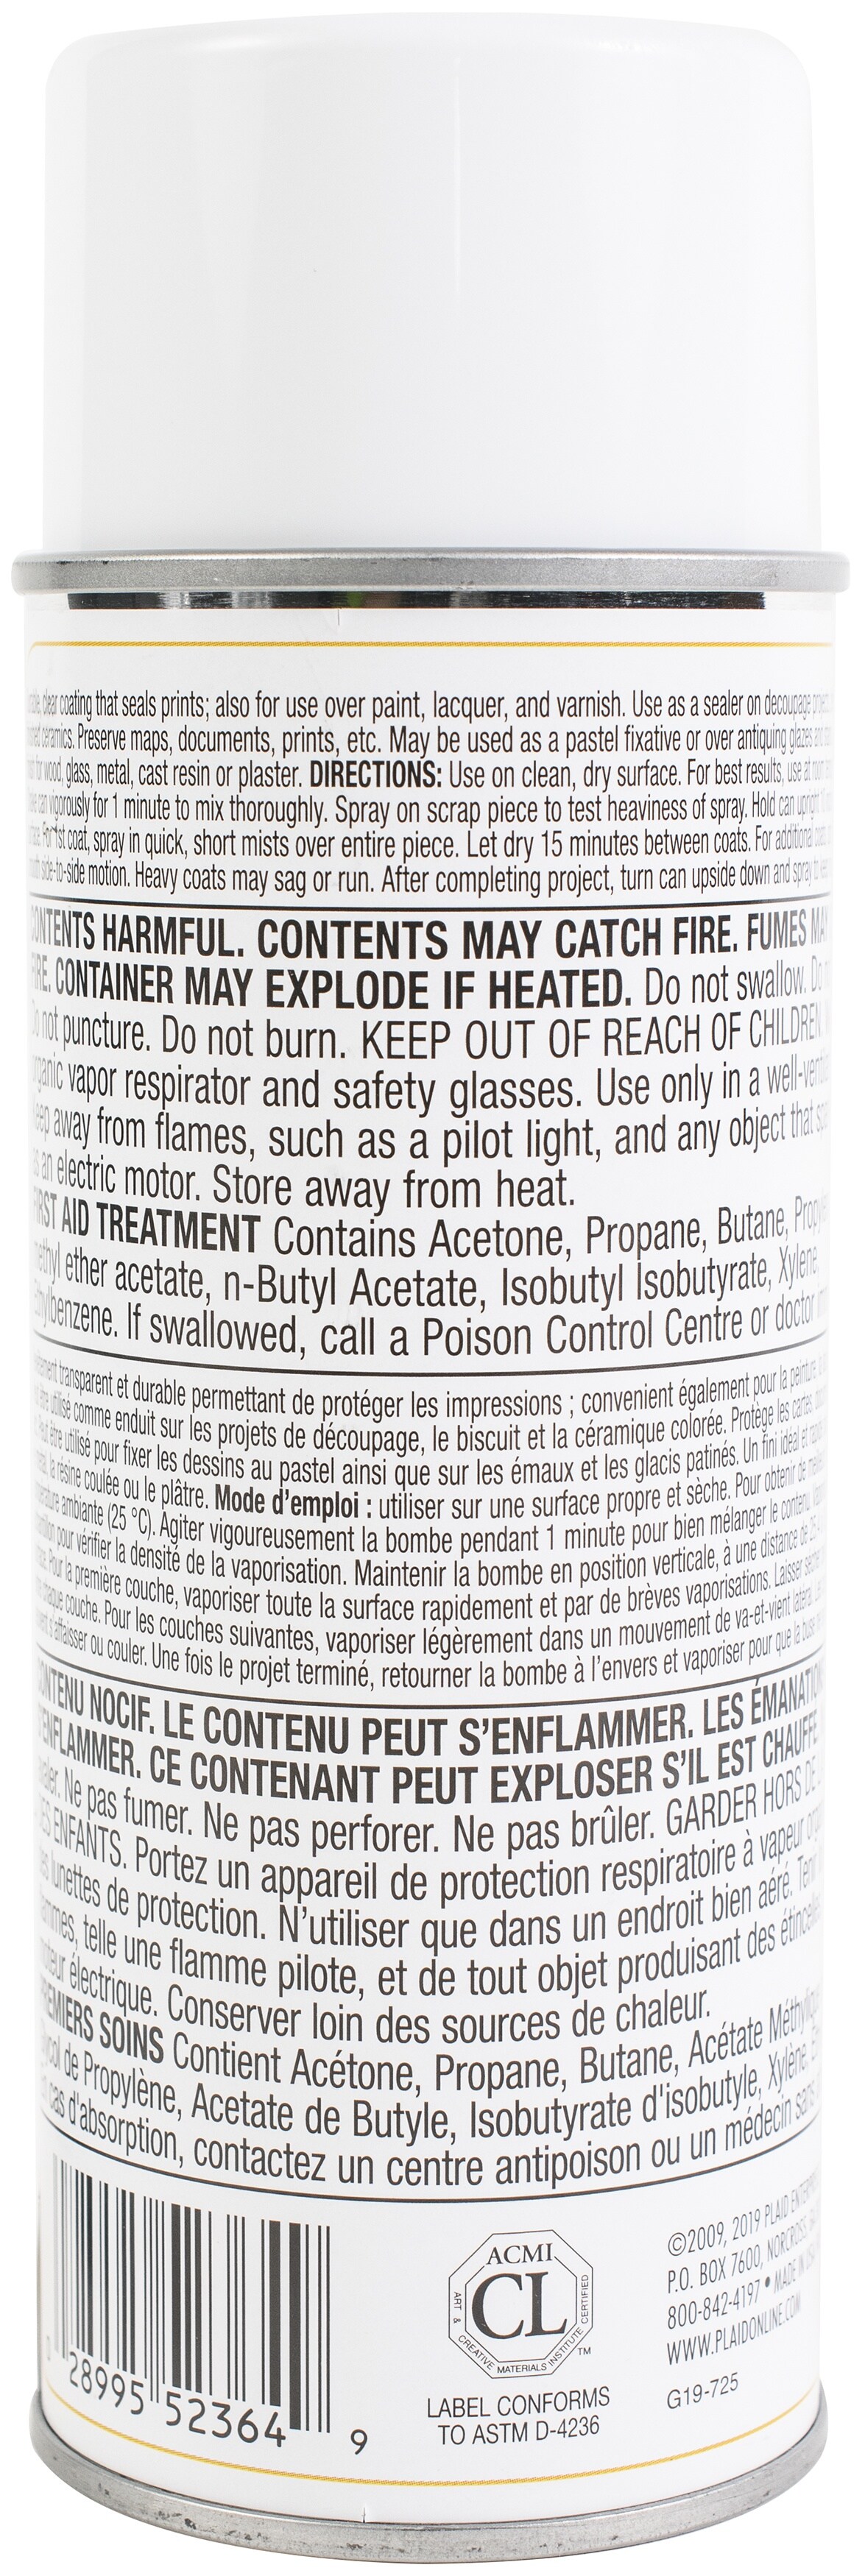 clear coating that seals prints; also for use over paint, lacquer, and varnish. Use as a sealer on decoupage
ceramics. Preserve maps, documents, prints, etc. May be used as a pastel fixative or over antiquing glazes
for wood, glass, metal, cast resin or plaster. DIRECTIONS: Use on clean, dry surface. For best results, use at room
can vigorously for 1 minute to mix thoroughly. Spray on scrap piece to test heaviness of spray. Hold can upright
For 1st coat, spray in quick, short mists over entire piece. Let dry 15 minutes between coats. For additional
side-to-side motion. Heavy coats may sag or run. After completing project, turn can upside down and spray
CONTENTS HARMFUL. CONTENTS MAY CATCH FIRE. FUMES MAY
FIRE. CONTAINER MAY EXPLODE IF HEATED. Do not swallow. Do
Do not puncture. Do not burn. KEEP OUT OF REACH OF CHILDREN
organic vapor respirator and safety glasses. Use only in a
away from flames, such as a pilot light, and any object that
as an electric motor. Store away from heat.
FIRST AID TREATMENT Contains Acetone, Propane, Butane,
methyl ether acetate, n-Butyl Acetate, Isobutyl Isobutyrate, Xylene,
Ethylbenzene. If swallowed, call a Poison Control Centre or doctor
transparent et durable permettant de protéger les impressions ; convenient également pour la peinture,
être utilisé comme enduit sur les projets de découpage, le biscuit et la céramique colorée. Protège les cartes,
être utilisé pour fixer les dessins au pastel ainsi que sur les émaux et les glacis patinés. Un fini idéal et
la résine coulée ou le plâtre. Mode d'emploi : utiliser sur une surface propre et sèche. Pour obtenir de
ambiante (25 °C). Agiter vigoureusement la bombe pendant 1 minute pour bien mélanger le contenu.
pour vérifier la densité de la vaporisation. Maintenir la bombe en position verticale, à une distance de
Pour la première couche, vaporiser toute la surface rapidement et par de brèves vaporisations. Laisser
chaque couche. Pour les couches suivantes, vaporiser légèrement dans un mouvement de va-et-vient
s'affaisser ou couler. Une fois le projet terminé, retourner la bombe à l'envers et vaporiser pour que la
CONTENU NOCIF. LE CONTENU PEUT S'ENFLAMMER. LES
S'ENFLAMMER. CE CONTENANT PEUT EXPLOSER S'IL EST
Ne pas fumer. Ne pas perforer. Ne pas brûler. GARDER HORS DE
ENFANTS. Portez un appareil de protection respiratoire à vapeur
lunettes de protection. N'utiliser que dans un endroit bien aéré.
telle une flamme pilote, et de tout objet produisant des
électrique. Conserver loin des sources de chaleur.
PREMIERS SOINS Contient Acétone, Propane, Butane, Acétate
de Propylène, Acetate de Butyle, Isobutyrate d'isobutyle, Xylène,
cas d'absorption, contactez un centre antipoison ou un médecin
0 28995 52364 9
ACMI
CL
ART & CREATIVE MATERIALS INSTITUTE CERTIFIED
TM
LABEL CONFORMS
TO ASTM D-4236
©2009, 2019 PLAID
P.O. BOX 7600, NORCROSS,
800-842-4197 • MADE IN
WWW.PLAIDONLINE.COM
G19-725